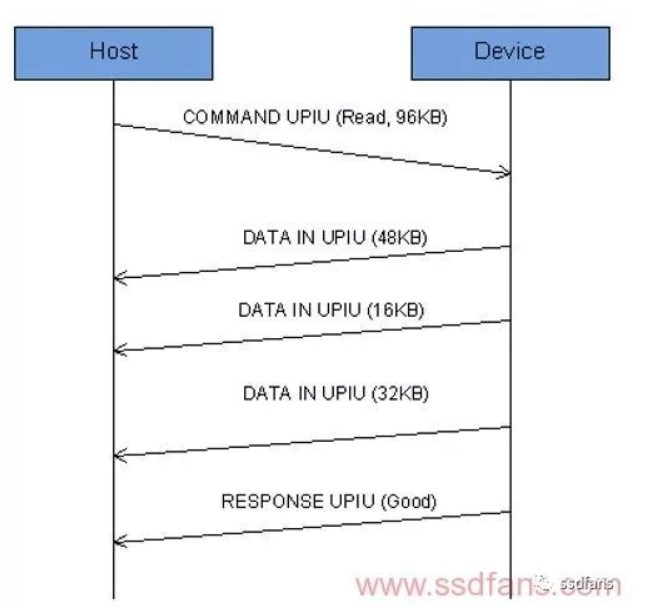 Host
Device
COMMAND UPIU (Read, 96KB)
DATA IN UPIU (48KB)
DATA IN UPIU (16KB)
DATA IN UPIU (32KB)
RESPONSE UPIU (Good)
www.ssdfans.com
ssdfans